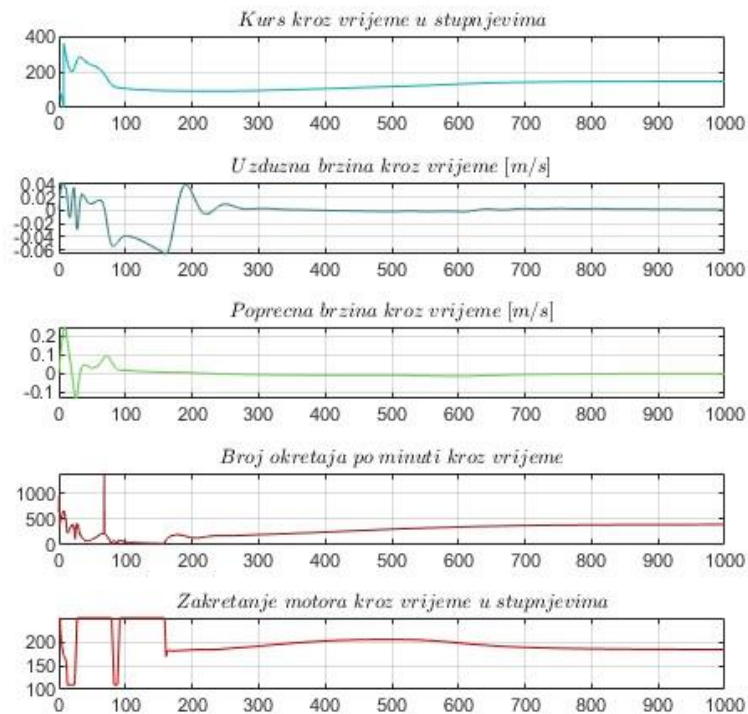 Kurs kroz vrijeme u stupnjevima
400
200
0
0 100 200 300 400 500 600 700 800 900 1000
Uzduzna brzina kroz vrijeme [m/s]
0.04
0.02
0
-0.02
-0.04
-0.06
0 100 200 300 400 500 600 700 800 900 1000
Poprecna brzina kroz vrijeme [m/s]
0.2
0.1
0
-0.1
0 100 200 300 400 500 600 700 800 900 1000
Broj okretaja po minuti kroz vrijeme
1000
500
0
0 100 200 300 400 500 600 700 800 900 1000
Zakretanje motora kroz vrijeme u stupnjevima
200
150
100
0 100 200 300 400 500 600 700 800 900 1000